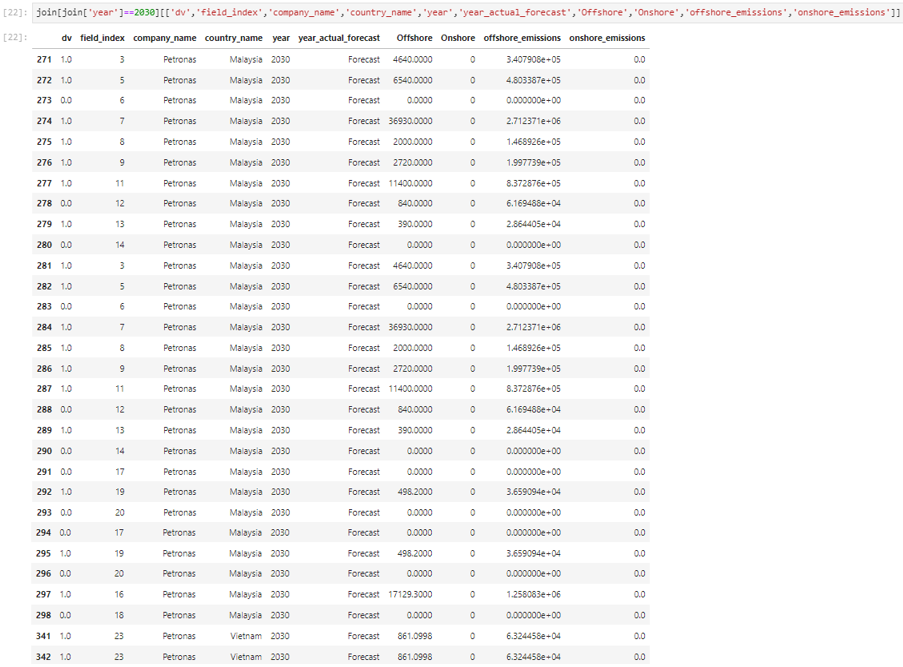 [22]: join[join['year']==2030][['dv','field_index','company_name','country_name','year','year_actual_forecast','Offshore','Onshore','offshore_emissions','onshore_emissions']]
[22]: dv field_index company_name country_name year year_actual_forecast Offshore Onshore offshore_emissions onshore_emissions
271 1.0 3 Petronas Malaysia 2030 Forecast 4640.0000 0 3.407908e+05 0.0
272 1.0 5 Petronas Malaysia 2030 Forecast 6540.0000 0 4.803387e+05 0.0
273 0.0 6 Petronas Malaysia 2030 Forecast 0.0000 0 0.000000e+00 0.0
274 1.0 7 Petronas Malaysia 2030 Forecast 36930.0000 0 2.712371e+06 0.0
275 1.0 8 Petronas Malaysia 2030 Forecast 2000.0000 0 1.468926e+05 0.0
276 1.0 9 Petronas Malaysia 2030 Forecast 2720.0000 0 1.997739e+05 0.0
277 1.0 11 Petronas Malaysia 2030 Forecast 11400.0000 0 8.372876e+05 0.0
278 0.0 12 Petronas Malaysia 2030 Forecast 840.0000 0 6.169488e+04 0.0
279 1.0 13 Petronas Malaysia 2030 Forecast 390.0000 0 2.864405e+04 0.0
280 0.0 14 Petronas Malaysia 2030 Forecast 0.0000 0 0.000000e+00 0.0
281 1.0 3 Petronas Malaysia 2030 Forecast 4640.0000 0 3.407908e+05 0.0
282 1.0 5 Petronas Malaysia 2030 Forecast 6540.0000 0 4.803387e+05 0.0
283 0.0 6 Petronas Malaysia 2030 Forecast 0.0000 0 0.000000e+00 0.0
284 1.0 7 Petronas Malaysia 2030 Forecast 36930.0000 0 2.712371e+06 0.0
285 1.0 8 Petronas Malaysia 2030 Forecast 2000.0000 0 1.468926e+05 0.0
286 1.0 9 Petronas Malaysia 2030 Forecast 2720.0000 0 1.997739e+05 0.0
287 1.0 11 Petronas Malaysia 2030 Forecast 11400.0000 0 8.372876e+05 0.0
288 0.0 12 Petronas Malaysia 2030 Forecast 840.0000 0 6.169488e+04 0.0
289 1.0 13 Petronas Malaysia 2030 Forecast 390.0000 0 2.864405e+04 0.0
290 0.0 14 Petronas Malaysia 2030 Forecast 0.0000 0 0.000000e+00 0.0
291 0.0 17 Petronas Malaysia 2030 Forecast 0.0000 0 0.000000e+00 0.0
292 1.0 19 Petronas Malaysia 2030 Forecast 498.2000 0 3.659094e+04 0.0
293 0.0 20 Petronas Malaysia 2030 Forecast 0.0000 0 0.000000e+00 0.0
294 0.0 17 Petronas Malaysia 2030 Forecast 0.0000 0 0.000000e+00 0.0
295 1.0 19 Petronas Malaysia 2030 Forecast 498.2000 0 3.659094e+04 0.0
296 0.0 20 Petronas Malaysia 2030 Forecast 0.0000 0 0.000000e+00 0.0
297 1.0 16 Petronas Malaysia 2030 Forecast 17129.3000 0 1.258083e+06 0.0
298 0.0 18 Petronas Malaysia 2030 Forecast 0.0000 0 0.000000e+00 0.0
341 1.0 23 Petronas Vietnam 2030 Forecast 861.0998 0 6.324458e+04 0.0
342 1.0 23 Petronas Vietnam 2030 Forecast 861.0998 0 6.324458e+04 0.0